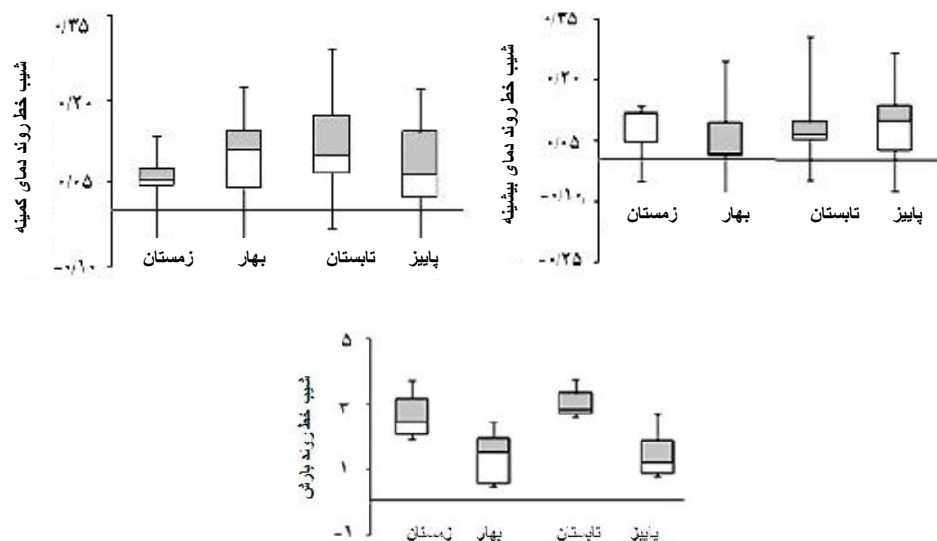 شیب خط روند دمای کمینه
۰/۳۵
۰/۲۰
۰/۰۵
-۰/۱۰
زمستان
بهار
تابستان
پاییز
شیب خط روند دمای بیشینه
۰/۳۵
۰/۲۰
۰/۰۵
-۰/۱۰
-۰/۲۵
زمستان
بهار
تابستان
پاییز
شیب خط روند بارش
۵
۳
۱
-۱
زمستان
بهار
تابستان
پاییز